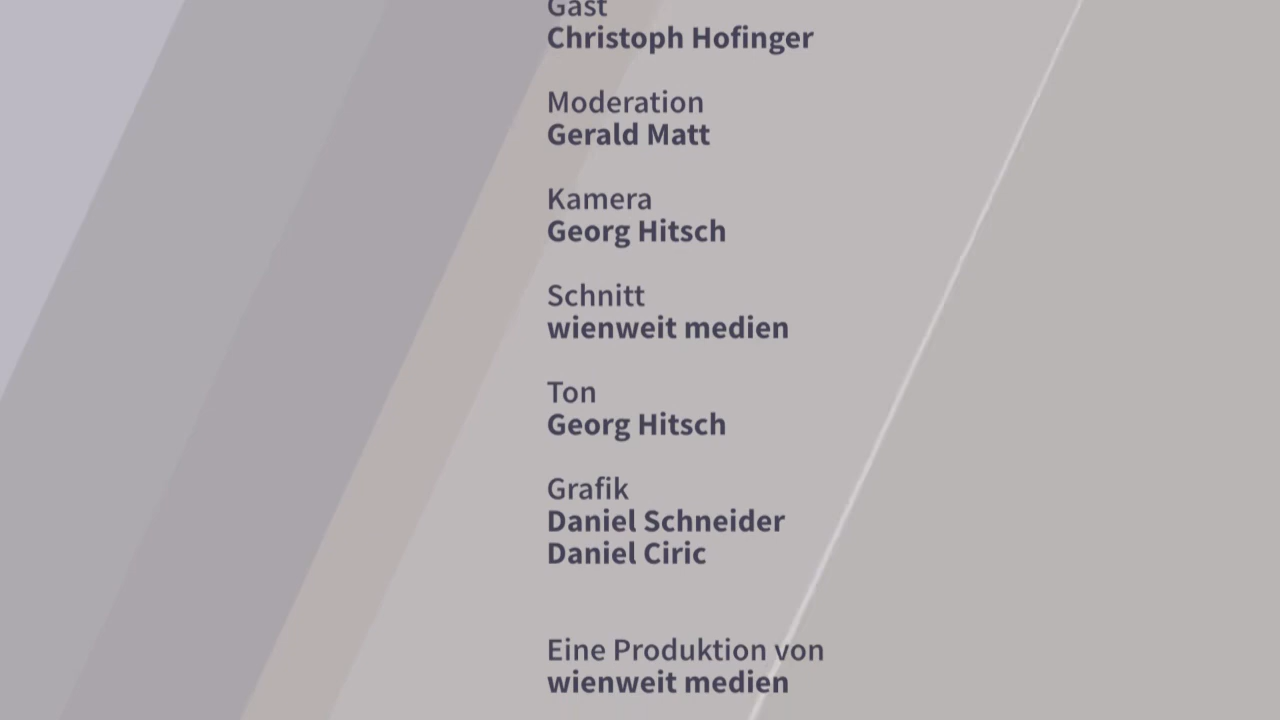 Gast
Christoph Hofinger
Moderation
Gerald Matt
Kamera
Georg Hitsch
Schnitt
wienweit medien
Ton
Georg Hitsch
Grafik
Daniel Schneider
Daniel Ciric
Eine Produktion von
wienweit medien